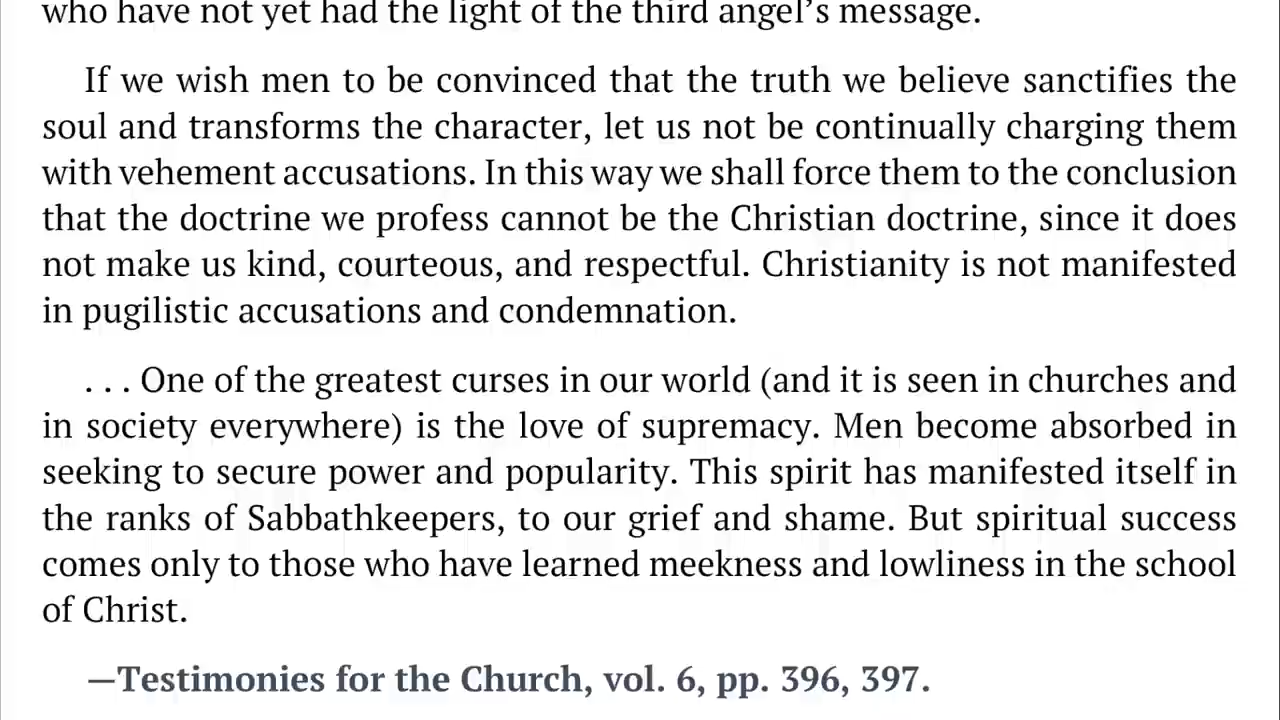 who have not yet had the light of the third angel’s message.
If we wish men to be convinced that the truth we believe sanctifies the
soul and transforms the character, let us not be continually charging them
with vehement accusations. In this way we shall force them to the conclusion
that the doctrine we profess cannot be the Christian doctrine, since it does
not make us kind, courteous, and respectful. Christianity is not manifested
in pugilistic accusations and condemnation.
. . . One of the greatest curses in our world (and it is seen in churches and
in society everywhere) is the love of supremacy. Men become absorbed in
seeking to secure power and popularity. This spirit has manifested itself in
the ranks of Sabbathkeepers, to our grief and shame. But spiritual success
comes only to those who have learned meekness and lowliness in the school
of Christ.
—Testimonies for the Church, vol. 6, pp. 396, 397.